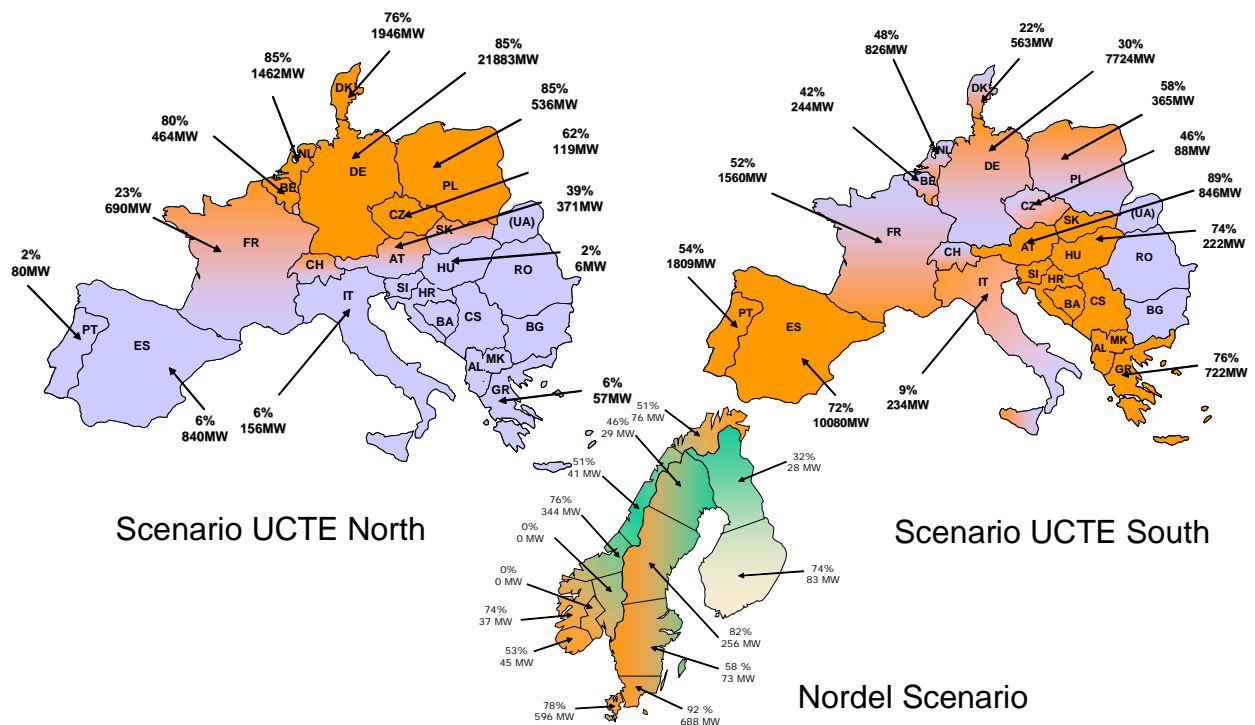 76%
1946MW
85%
21883MW
85%
1462MW
85%
536MW
80%
464MW
62%
119MW
23%
690MW
39%
371MW
2%
80MW
2%
6MW
6%
840MW
6%
156MW
6%
57MW
DK
NL
BE
DE
PL
CZ
SK
(UA)
FR
CH
AT
HU
RO
IT
SI
HR
BA
CS
BG
PT
ES
AL
MK
GR
Scenario UCTE North
22%
563MW
48%
826MW
30%
7724MW
42%
244MW
58%
365MW
46%
88MW
52%
1560MW
89%
846MW
74%
222MW
54%
1809MW
9%
234MW
76%
722MW
72%
10080MW
DK
NL
BE
DE
PL
CZ
SK
(UA)
FR
CH
AT
HU
RO
IT
SI
HR
BA
CS
BG
PT
ES
AL
MK
GR
Scenario UCTE South
51%
76 MW
46%
29 MW
51%
41 MW
32%
28 MW
76%
344 MW
0%
0 MW
0%
0 MW
74%
83 MW
74%
37 MW
82%
256 MW
53%
45 MW
58 %
73 MW
78%
596 MW
92 %
688 MW
Nordel Scenario